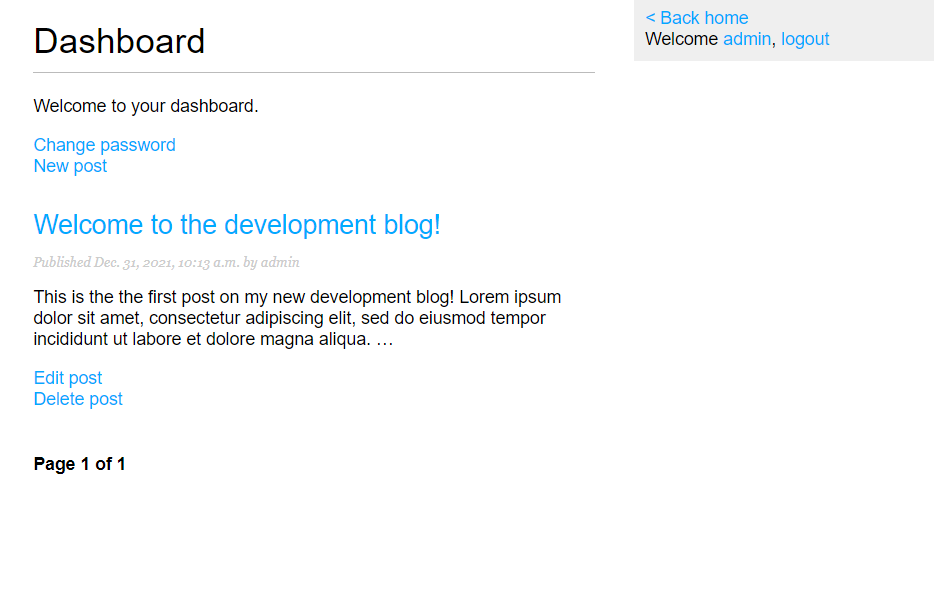 Dashboard
Welcome to your dashboard.
Change password
New post
Welcome to the development blog!
Published Dec. 31, 2021, 10:13 a.m. by admin
This is the the first post on my new development blog! Lorem ipsum
dolor sit amet, consectetur adipiscing elit, sed do eiusmod tempor
incididunt ut labore et dolore magna aliqua. …
Edit post
Delete post
Page 1 of 1
< Back home
Welcome admin, logout